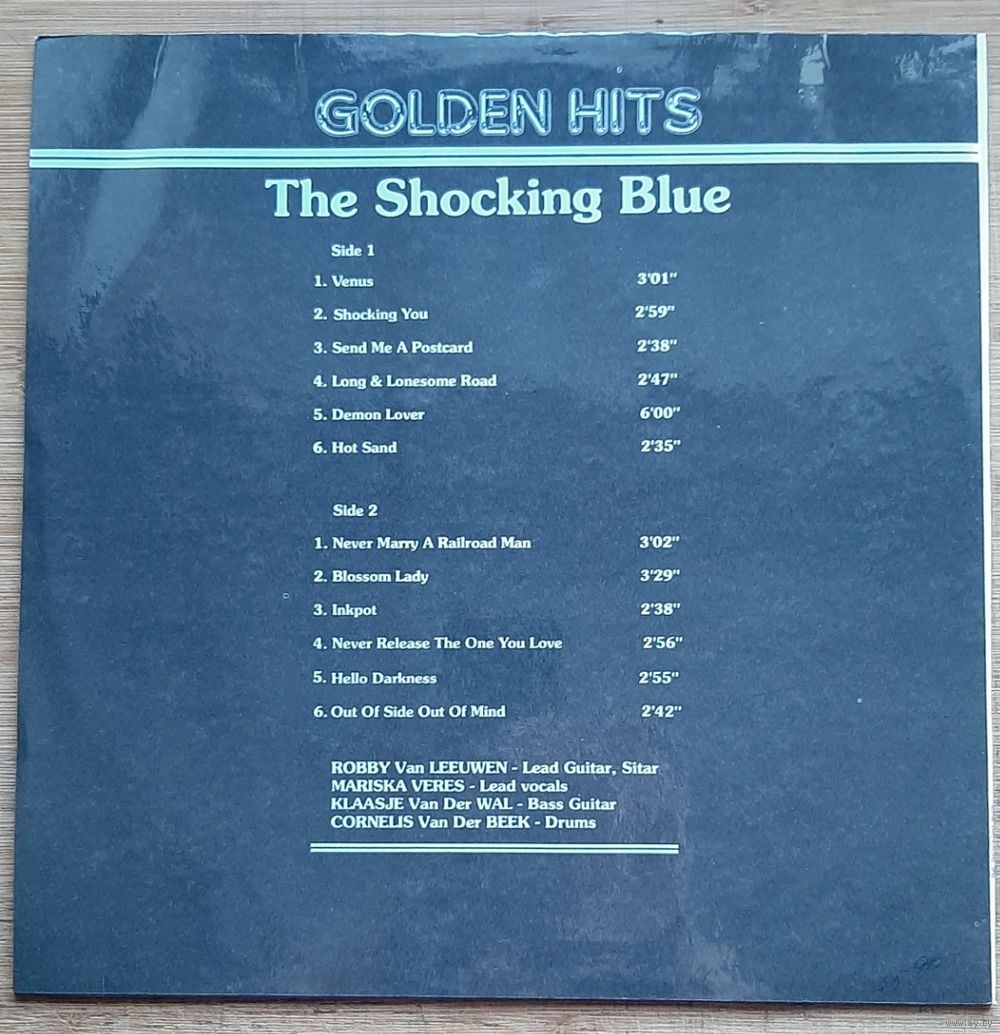 GOLDEN HITS
The Shocking Blue
Side 1
1. Venus 3'01"
2. Shocking You 2'59"
3. Send Me A Postcard 2'38"
4. Long & Lonesome Road 2'47"
5. Demon Lover 6'00"
6. Hot Sand 2'35"
Side 2
1. Never Marry A Railroad Man 3'02"
2. Blossom Lady 3'29"
3. Inkpot 2'38"
4. Never Release The One You Love 2'56"
5. Hello Darkness 2'55"
6. Out Of Side Out Of Mind 2'42"
ROBBY Van LEEUWEN - Lead Guitar, Sitar
MARISKA VERES - Lead vocals
KLAASJE Van Der WAL - Bass Guitar
CORNELIS Van Der BEEK - Drums
www.ay.by